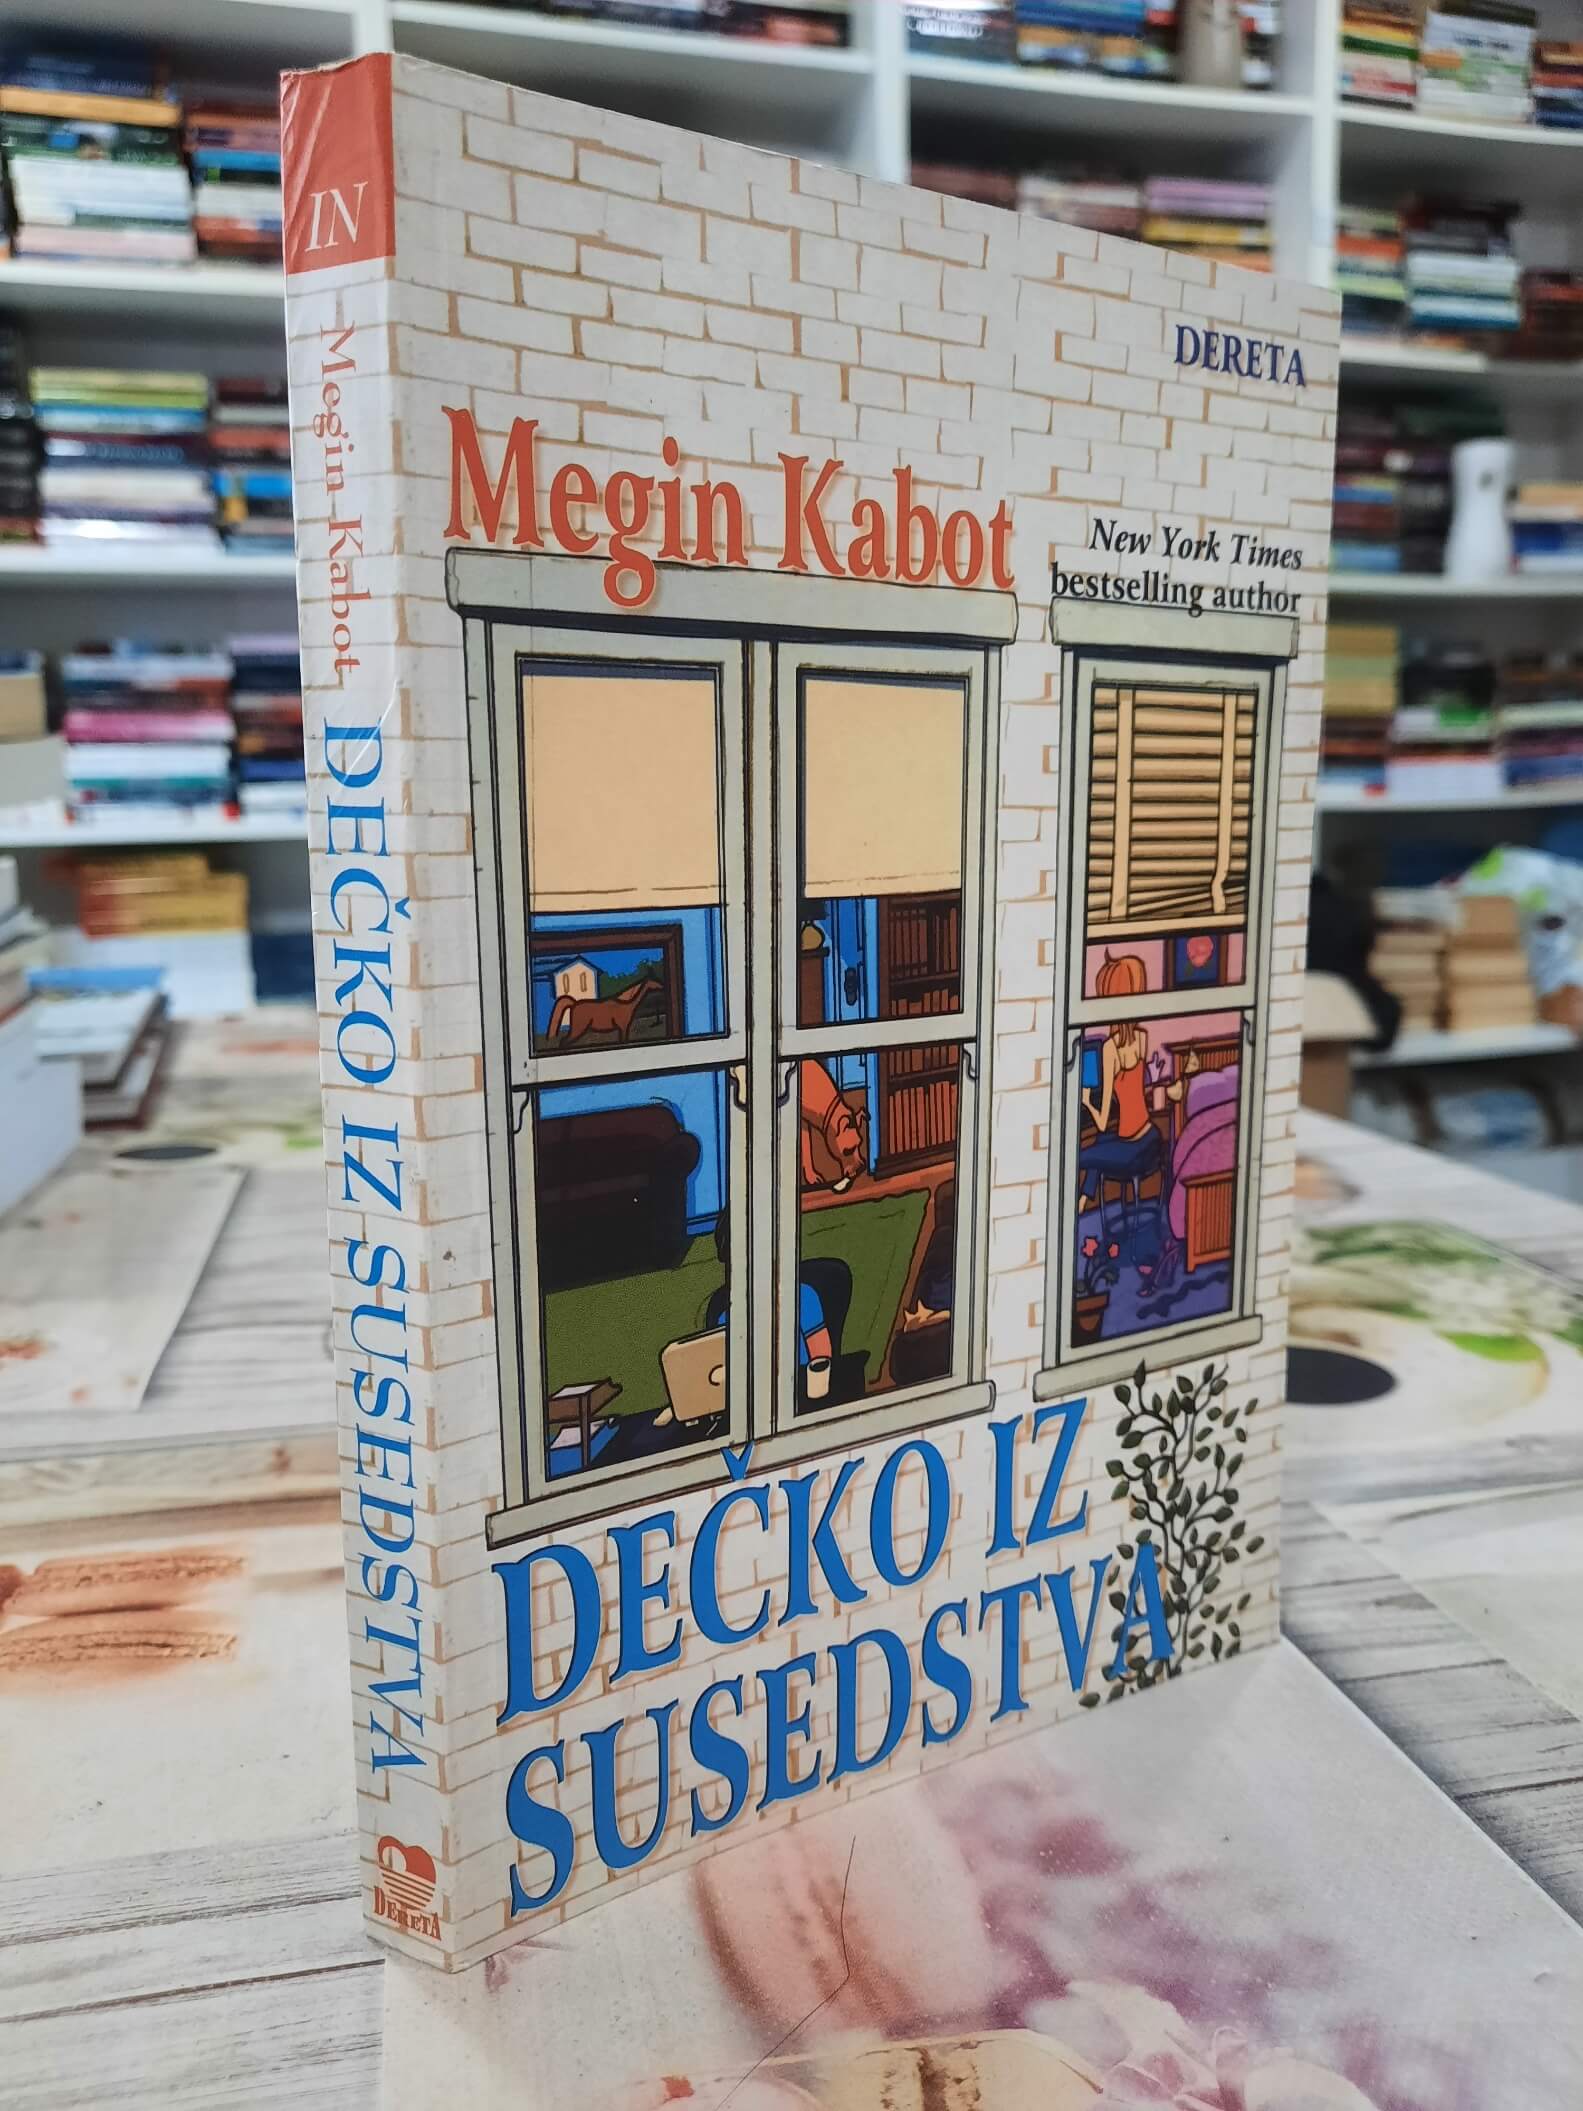 IN
Megin Kabot DEČKO IZ SUSEDSTVA
DERETA
DERETA
Megin Kabot
New York Times
bestselling author
DEČKO IZ
SUSEDSTVA